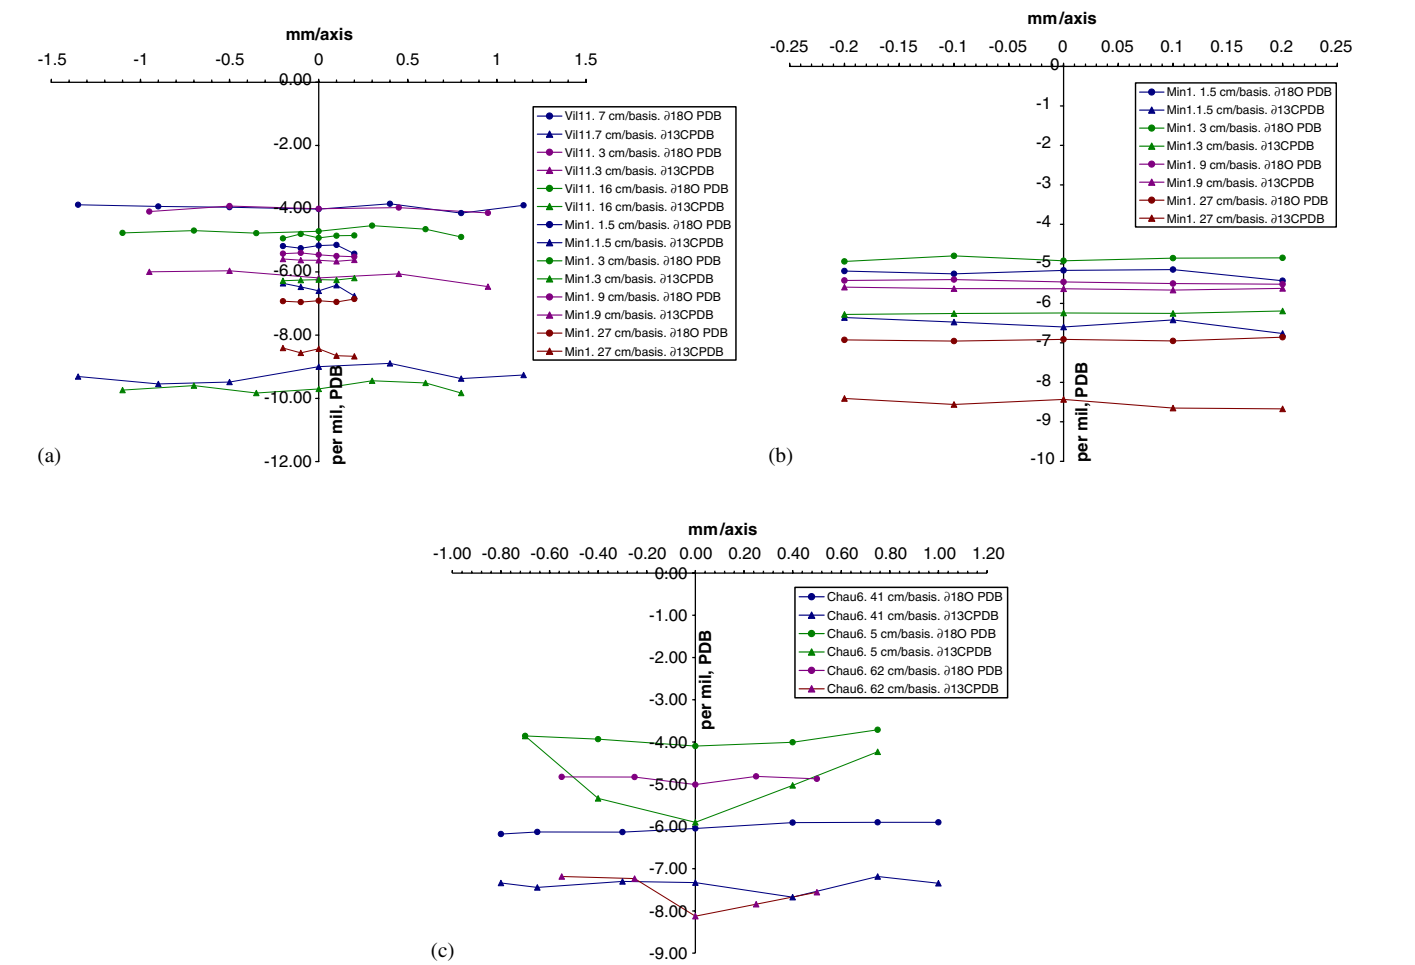 mm/axis
-1.5 -1 -0.5 0 0.5 1 1.5
0.00
-2.00
-4.00
-6.00
-8.00
-10.00
-12.00
per mil, PDB
Vil11. 7 cm/basis. ∂18O PDB
Vil11.7 cm/basis. ∂13CPDB
Vil11. 3 cm/basis. ∂18O PDB
Vil11.3 cm/basis. ∂13CPDB
Vil11. 16 cm/basis. ∂18O PDB
Vil11. 16 cm/basis. ∂13CPDB
Min1. 1.5 cm/basis. ∂18O PDB
Min1.1.5 cm/basis. ∂13CPDB
Min1. 3 cm/basis. ∂18O PDB
Min1.3 cm/basis. ∂13CPDB
Min1. 9 cm/basis. ∂18O PDB
Min1.9 cm/basis. ∂13CPDB
Min1. 27 cm/basis. ∂18O PDB
Min1. 27 cm/basis. ∂13CPDB
(a)
mm/axis
-0.25 -0.2 -0.15 -0.1 -0.05 0 0.05 0.1 0.15 0.2 0.25
0
-1
-2
-3
-4
-5
-6
-7
-8
-9
-10
per mil, PDB
Min1. 1.5 cm/basis. ∂18O PDB
Min1.1.5 cm/basis. ∂13CPDB
Min1. 3 cm/basis. ∂18O PDB
Min1.3 cm/basis. ∂13CPDB
Min1. 9 cm/basis. ∂18O PDB
Min1.9 cm/basis. ∂13CPDB
Min1. 27 cm/basis. ∂18O PDB
Min1. 27 cm/basis. ∂13CPDB
(b)
mm/axis
-1.00 -0.80 -0.60 -0.40 -0.20 0.00 0.20 0.40 0.60 0.80 1.00 1.20
0.00
-1.00
-2.00
-3.00
-4.00
-5.00
-6.00
-7.00
-8.00
-9.00
per mil, PDB
Chau6. 41 cm/basis. ∂18O PDB
Chau6. 41 cm/basis. ∂13CPDB
Chau6. 5 cm/basis. ∂18O PDB
Chau6. 5 cm/basis. ∂13CPDB
Chau6. 62 cm/basis. ∂18O PDB
Chau6. 62 cm/basis. ∂13CPDB
(c)